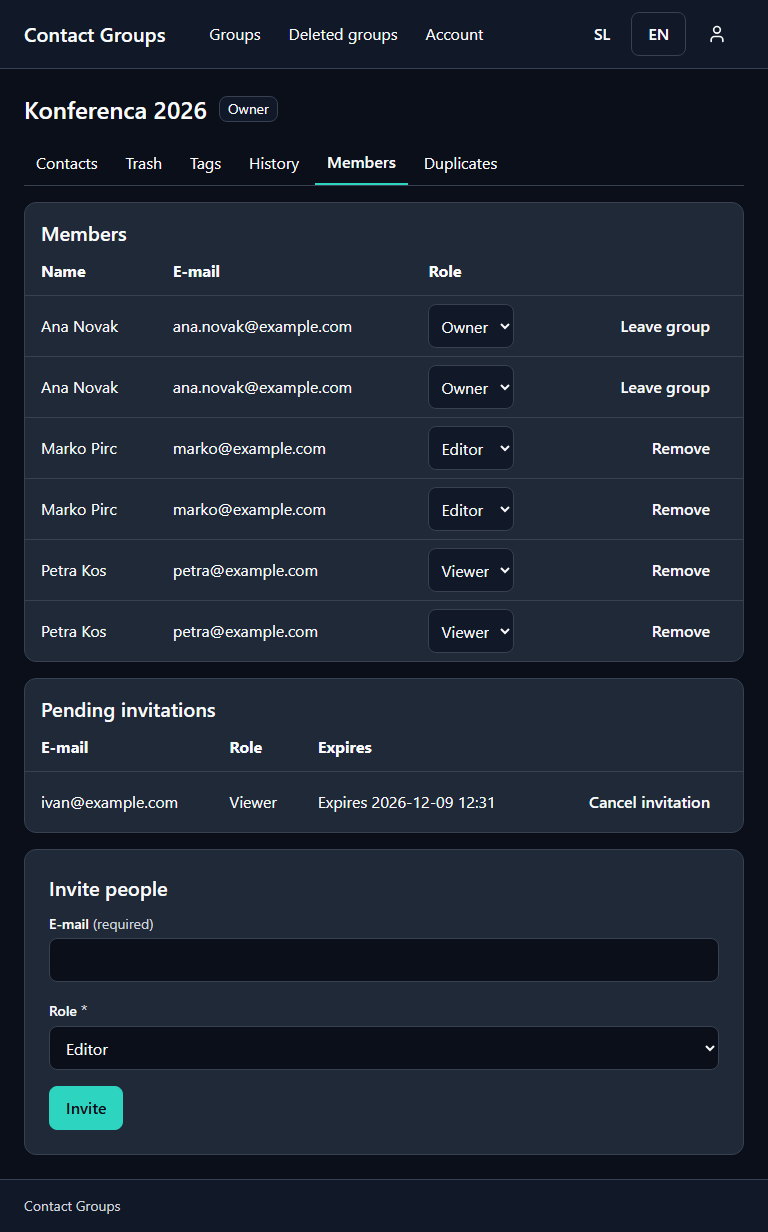 Contact Groups Groups Deleted groups Account SL EN
Konferenca 2026 Owner
Contacts Trash Tags History Members Duplicates
Members
Name E-mail Role
Ana Novak ana.novak@example.com Owner Leave group
Ana Novak ana.novak@example.com Owner Leave group
Marko Pirc marko@example.com Editor Remove
Marko Pirc marko@example.com Editor Remove
Petra Kos petra@example.com Viewer Remove
Petra Kos petra@example.com Viewer Remove
Pending invitations
E-mail Role Expires
ivan@example.com Viewer Expires 2026-12-09 12:31 Cancel invitation
Invite people
E-mail (required)
Role *
Editor
Invite
Contact Groups